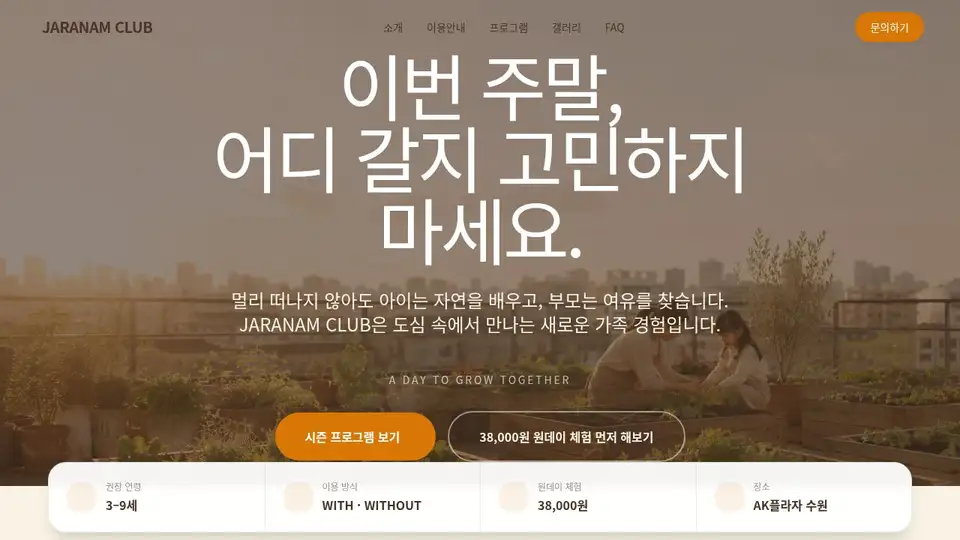 JARANAM CLUB
소개
이용안내
프로그램
갤러리
FAQ
문의하기
이번 주말,
어디 갈지 고민하지
마세요.
멀리 떠나지 않아도 아이는 자연을 배우고, 부모는 여유를 찾습니다.
JARANAM CLUB은 도심 속에서 만나는 새로운 가족 경험입니다.
A DAY TO GROW TOGETHER
시즌 프로그램 보기
38,000원 원데이 체험 먼저 해보기
권장 연령
3–9세
이용 방식
WITH · WITHOUT
원데이 체험
38,000원
장소
AK플라자 수원